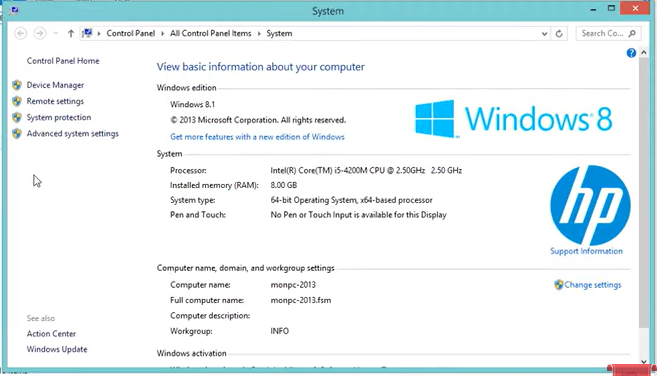 System
Control Panel
All Control Panel Items
System
Search Co...
Control Panel Home
Device Manager
Remote settings
System protection
Advanced system settings
See also
Action Center
Windows Update
View basic information about your computer
Windows edition
Windows 8.1
© 2013 Microsoft Corporation. All rights reserved.
Get more features with a new edition of Windows
Windows 8
System
Processor: Intel(R) Core(TM) i5-4200M CPU @ 2.50GHz 2.50 GHz
Installed memory (RAM): 8.00 GB
System type: 64-bit Operating System, x64-based processor
Pen and Touch: No Pen or Touch Input is available for this Display
hp
Support Information
Computer name, domain, and workgroup settings
Computer name: monpc-2013
Change settings
Full computer name: monpc-2013.fsm
Computer description:
Workgroup: INFO
Windows activation